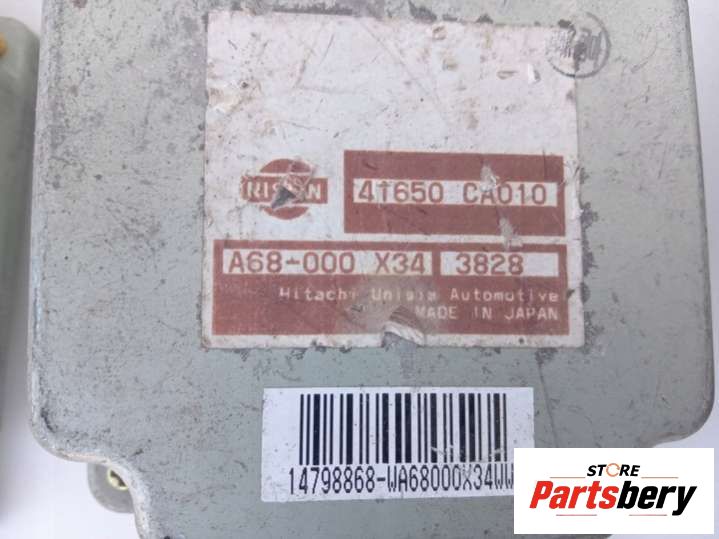 NISSAN
41650 CA010
A68-000 X34 3828
Hitachi Unisia Automotive
MADE IN JAPAN
14798868-WA68000X34WW
STORE
Partsbery